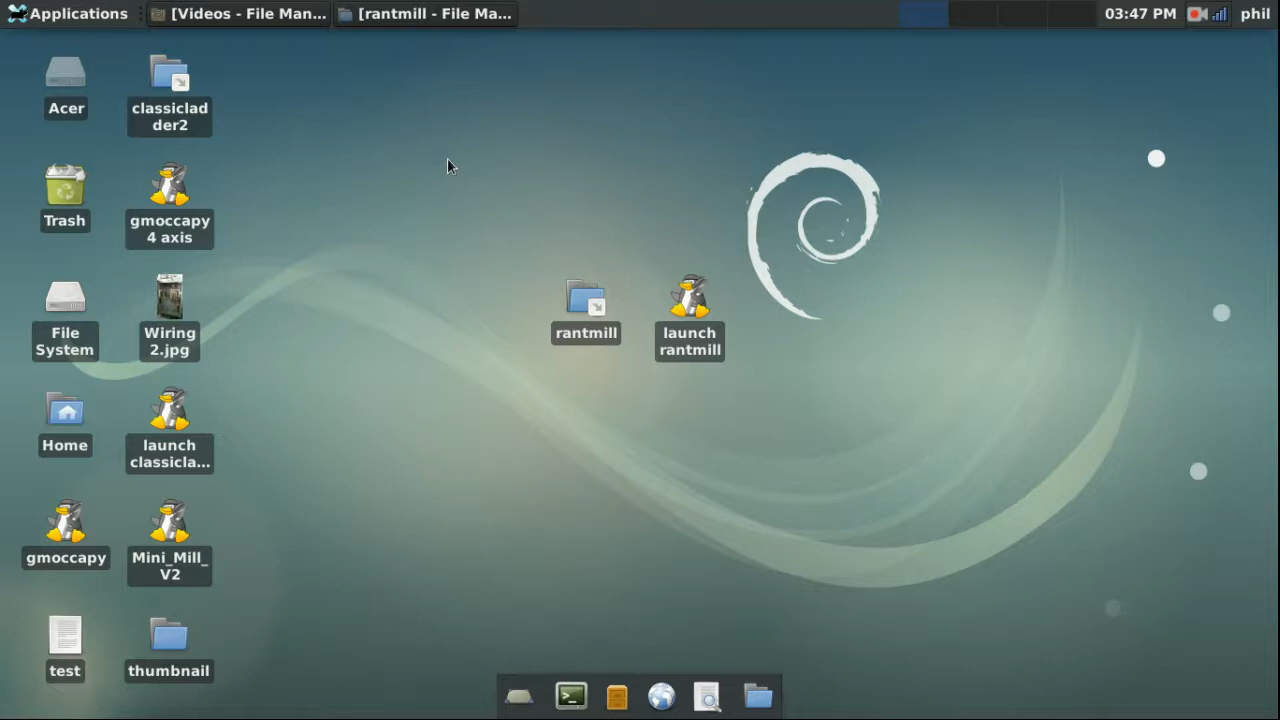 Applications
[Videos - File Man...
[rantmill - File Ma...
03:47 PM
phil
Acer
classiclad
der2
Trash
gmoccapy
4 axis
File
System
Wiring
2.jpg
rantmill
launch
rantmill
Home
launch
classicla...
gmoccapy
Mini_Mill_
V2
test
thumbnail
>_